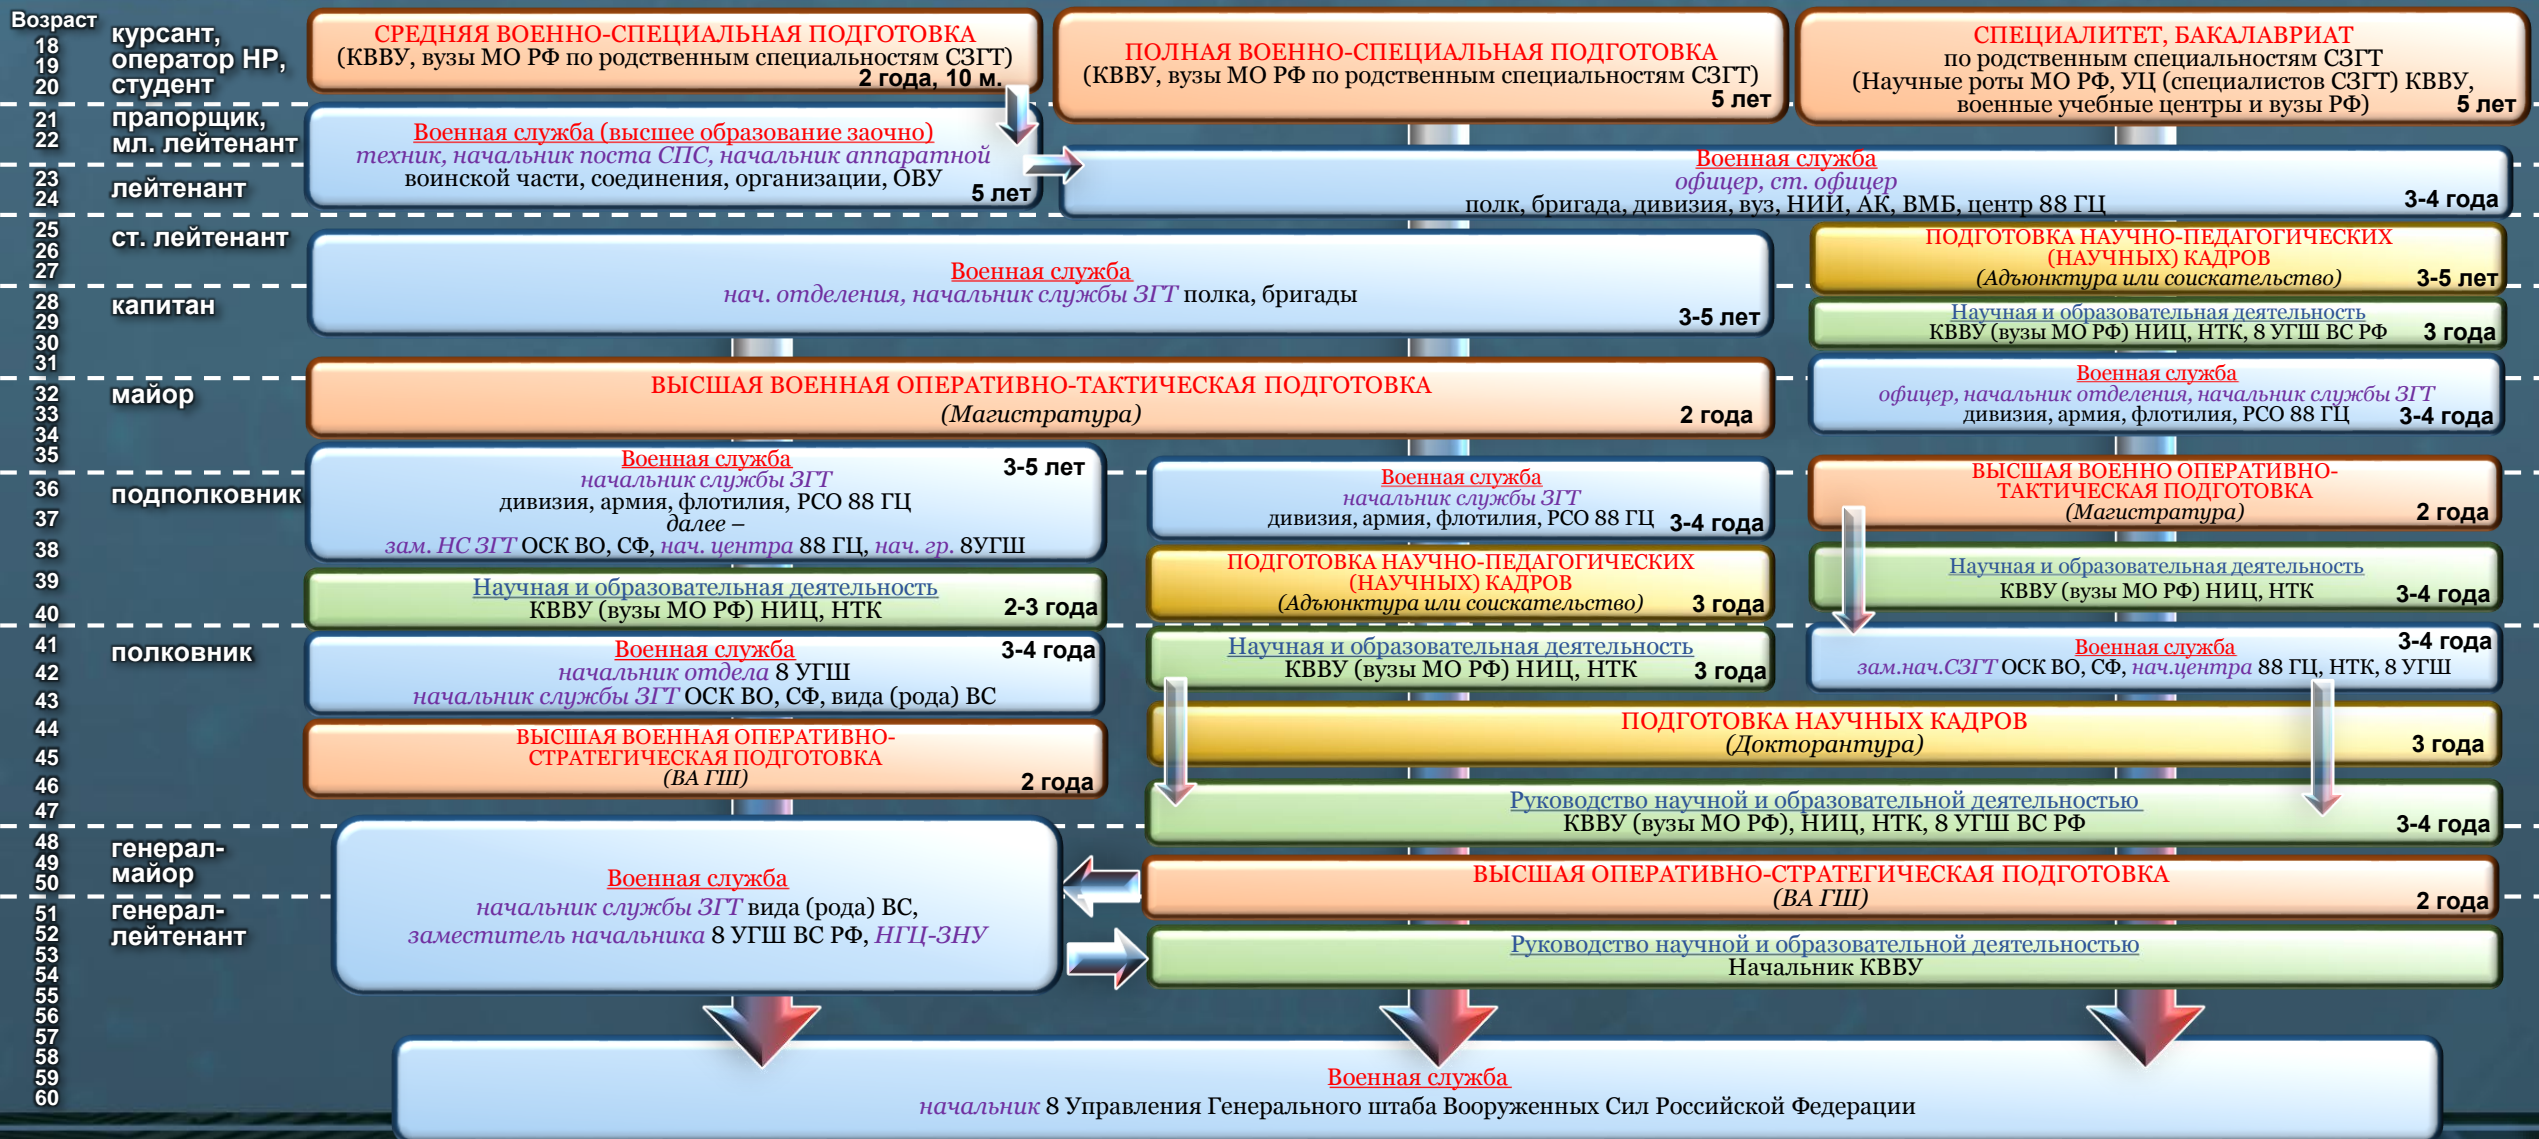 Возраст
18
19
20
21
22
23
24
25
26
27
28
29
30
31
32
33
34
35
36
37
38
39
40
41
42
43
44
45
46
47
48
49
50
51
52
53
54
55
56
57
58
59
60
курсант,
оператор НР,
студент
прапорщик,
мл. лейтенант
лейтенант
ст. лейтенант
капитан
майор
подполковник
полковник
генерал-
майор
генерал-
лейтенант
СРЕДНЯЯ ВОЕННО-СПЕЦИАЛЬНАЯ ПОДГОТОВКА
(КВВУ, вузы МО РФ по родственным специальностям СЗГТ)
2 года, 10 м.
ПОЛНАЯ ВОЕННО-СПЕЦИАЛЬНАЯ ПОДГОТОВКА
(КВВУ, вузы МО РФ по родственным специальностям СЗГТ)
5 лет
СПЕЦИАЛИТЕТ, БАКАЛАВРИАТ
по родственным специальностям СЗГТ
(Научные роты МО РФ, УЦ (специалистов СЗГТ) КВВУ,
военные учебные центры и вузы РФ)
5 лет
Военная служба (высшее образование заочно)
техник, начальник поста СПС, начальник аппаратной
воинской части, соединения, организации, ОВУ
5 лет
Военная служба
офицер, ст. офицер
полк, бригада, дивизия, вуз, НИИ, АК, ВМБ, центр 88 ГЦ
3-4 года
Военная служба
нач. отделения, начальник службы ЗГТ полка, бригады
3-5 лет
ПОДГОТОВКА НАУЧНО-ПЕДАГОГИЧЕСКИХ
(НАУЧНЫХ) КАДРОВ
(Адъюнктура или соискательство)
3-5 лет
Научная и образовательная деятельность
КВВУ (вузы МО РФ) НИЦ, НТК, 8 УГШ ВС РФ
3 года
ВЫСШАЯ ВОЕННАЯ ОПЕРАТИВНО-ТАКТИЧЕСКАЯ ПОДГОТОВКА
(Магистратура)
2 года
Военная служба
офицер, начальник отделения, начальник службы ЗГТ
дивизия, армия, флотилия, РСО 88 ГЦ
3-4 года
Военная служба
3-5 лет
начальник службы ЗГТ
дивизия, армия, флотилия, РСО 88 ГЦ
далее –
зам. НС ЗГТ ОСК ВО, СФ, нач. центра 88 ГЦ, нач. гр. 8УГШ
Военная служба
начальник службы ЗГТ
дивизия, армия, флотилия, РСО 88 ГЦ
3-4 года
ВЫСШАЯ ВОЕННО ОПЕРАТИВНО-
ТАКТИЧЕСКАЯ ПОДГОТОВКА
(Магистратура)
2 года
Научная и образовательная деятельность
КВВУ (вузы МО РФ) НИЦ, НТК
2-3 года
ПОДГОТОВКА НАУЧНО-ПЕДАГОГИЧЕСКИХ
(НАУЧНЫХ) КАДРОВ
(Адъюнктура или соискательство)
3 года
Научная и образовательная деятельность
КВВУ (вузы МО РФ) НИЦ, НТК
3-4 года
Военная служба
3-4 года
начальник отдела 8 УГШ
начальник службы ЗГТ ОСК ВО, СФ, вида (рода) ВС
Научная и образовательная деятельность
КВВУ (вузы МО РФ) НИЦ, НТК
3 года
Военная служба
3-4 года
зам.нач.СЗГТ ОСК ВО, СФ, нач.центра 88 ГЦ, НТК, 8 УГШ
ВЫСШАЯ ВОЕННАЯ ОПЕРАТИВНО-
СТРАТЕГИЧЕСКАЯ ПОДГОТОВКА
(ВА ГШ)
2 года
ПОДГОТОВКА НАУЧНЫХ КАДРОВ
(Докторантура)
3 года
Руководство научной и образовательной деятельностью
КВВУ (вузы МО РФ), НИЦ, НТК, 8 УГШ ВС РФ
3-4 года
Военная служба
начальник службы ЗГТ вида (рода) ВС,
заместитель начальника 8 УГШ ВС РФ, НГЦ-ЗНУ
ВЫСШАЯ ОПЕРАТИВНО-СТРАТЕГИЧЕСКАЯ ПОДГОТОВКА
(ВА ГШ)
2 года
Руководство научной и образовательной деятельностью
Начальник КВВУ
Военная служба
начальник 8 Управления Генерального штаба Вооруженных Сил Российской Федерации